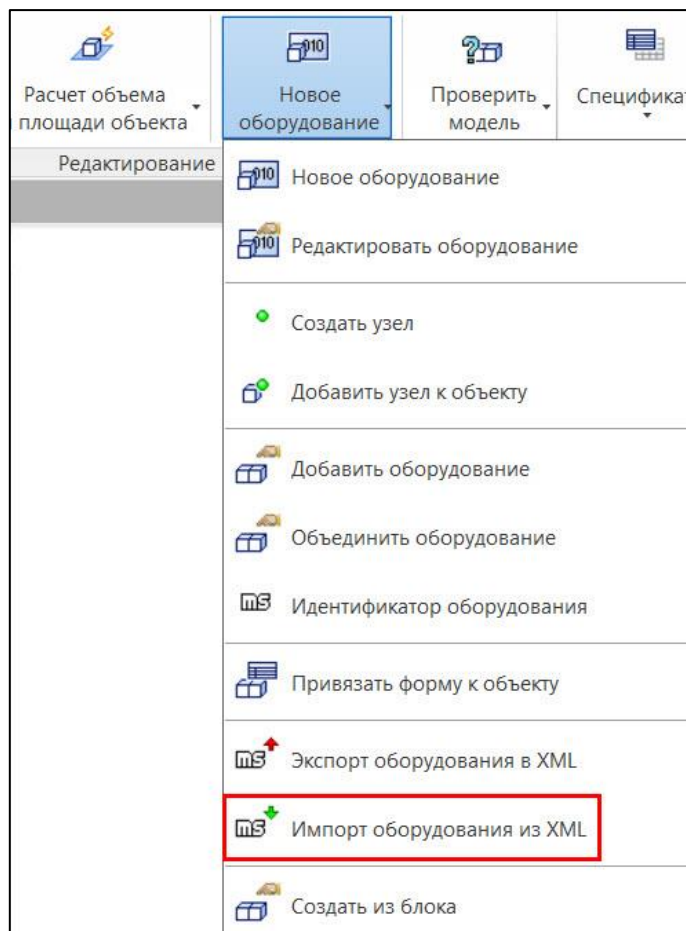 Расчет объема
площади объекта
Новое
оборудование
Проверить
модель
Специфика
Редактирование
Новое оборудование
Редактировать оборудование
Создать узел
Добавить узел к объекту
Добавить оборудование
Объединить оборудование
Идентификатор оборудования
Привязать форму к объекту
Экспорт оборудования в XML
Импорт оборудования из XML
Создать из блока